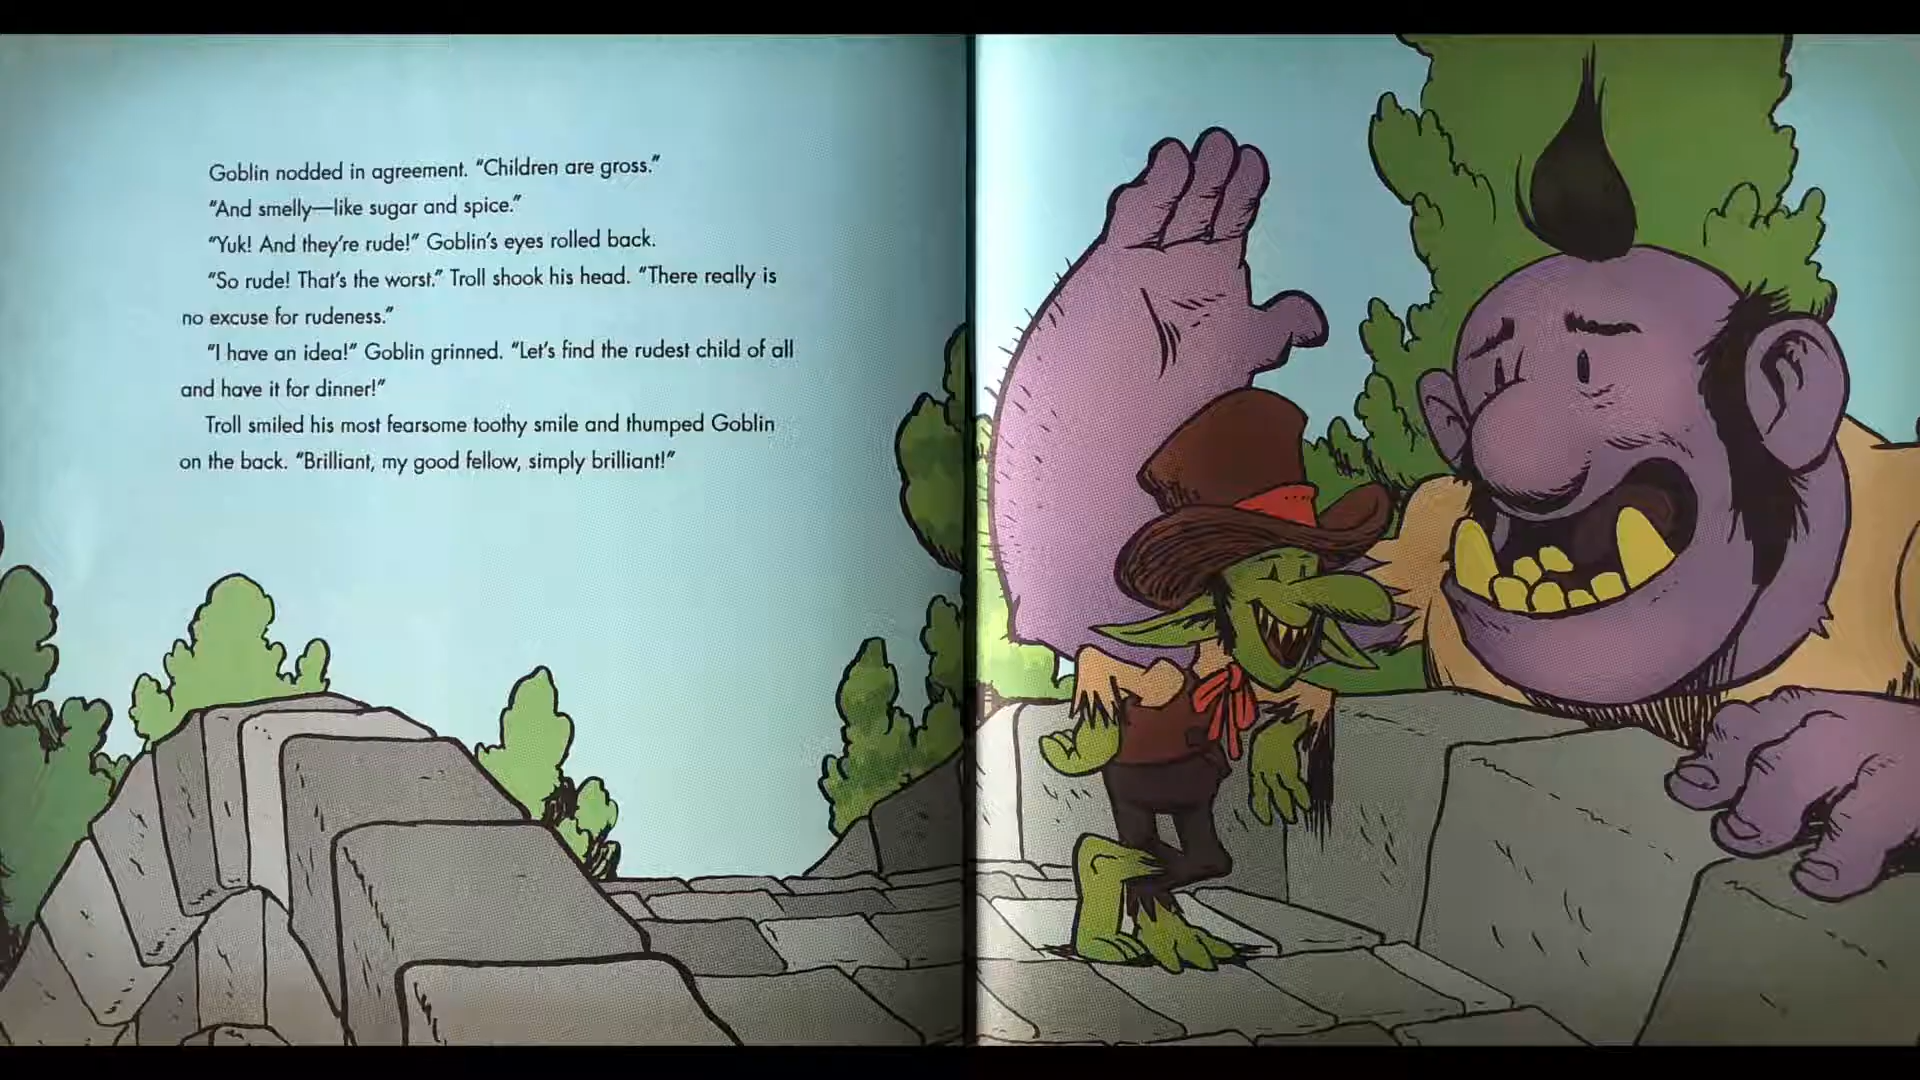 Goblin nodded in agreement. “Children are gross.”
“And smelly—like sugar and spice.”
“Yuk! And they’re rude!” Goblin’s eyes rolled back.
“So rude! That’s the worst.” Troll shook his head. “There really is
no excuse for rudeness.”
“I have an idea!” Goblin grinned. “Let’s find the rudest child of all
and have it for dinner!”
Troll smiled his most fearsome toothy smile and thumped Goblin
on the back. “Brilliant, my good fellow, simply brilliant!”